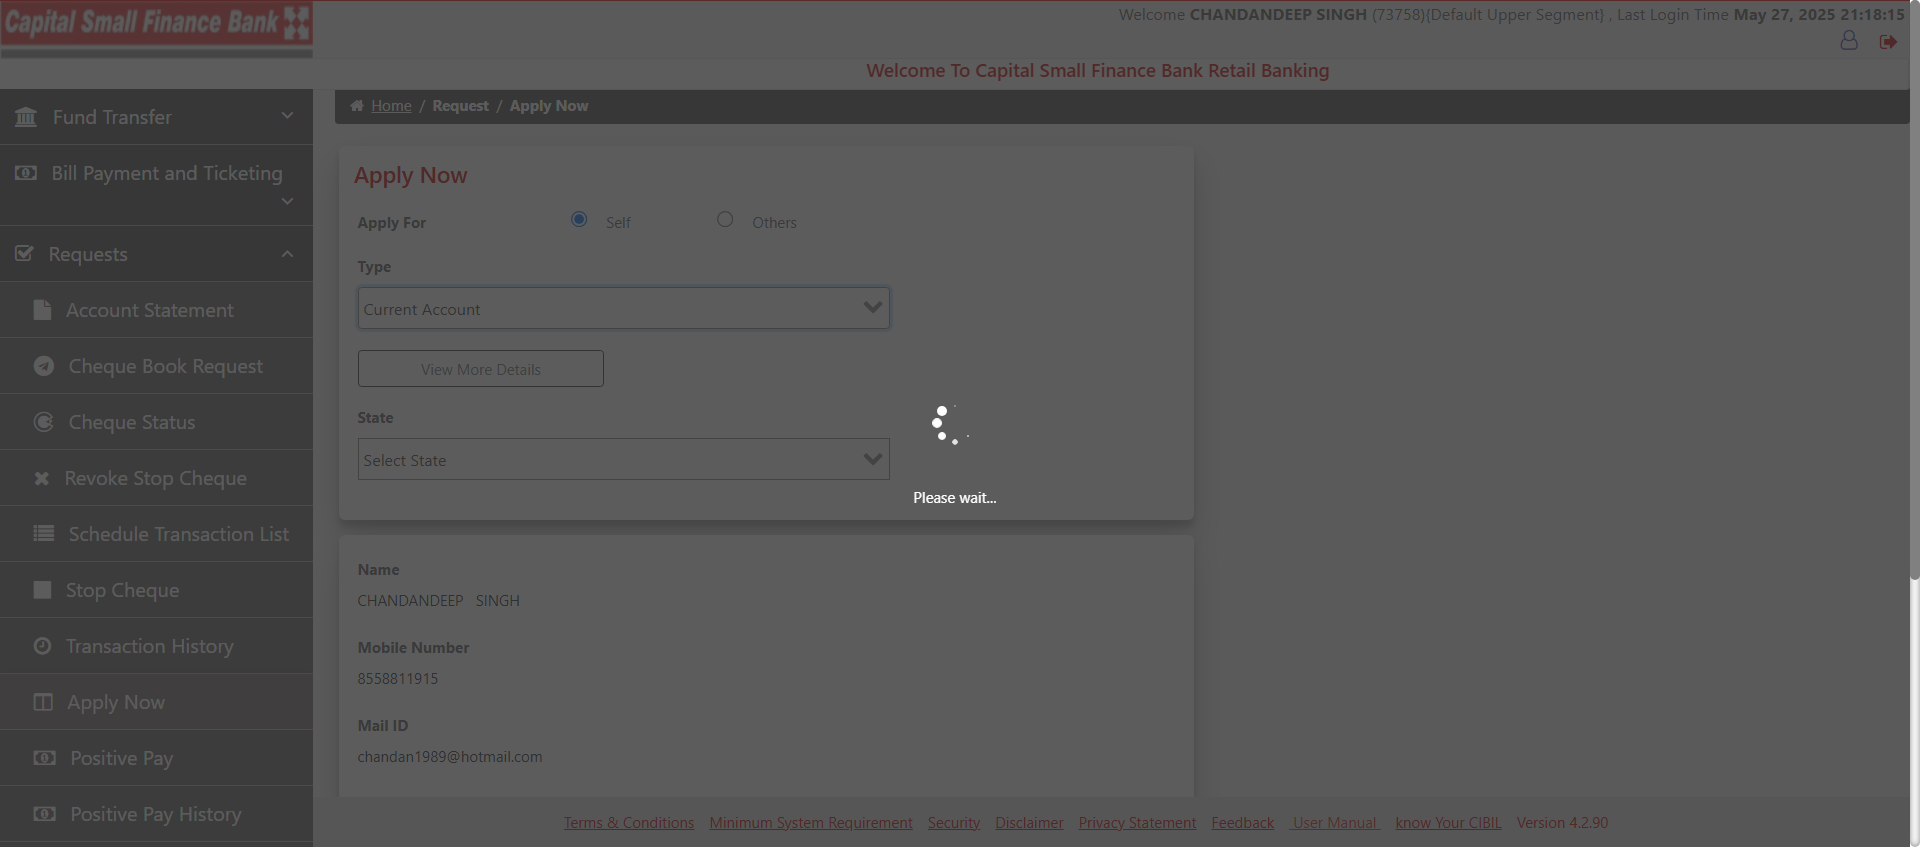 Capital Small Finance Bank
Welcome CHANDANDEEP SINGH (73758){Default Upper Segment} , Last Login Time May 27, 2025 21:18:15
Welcome To Capital Small Finance Bank Retail Banking
Fund Transfer
Bill Payment and Ticketing
Requests
Account Statement
Cheque Book Request
Cheque Status
Revoke Stop Cheque
Schedule Transaction List
Stop Cheque
Transaction History
Apply Now
Positive Pay
Positive Pay History
Home / Request / Apply Now
Apply Now
Apply For Self Others
Type
Current Account
View More Details
State
Select State
Please wait...
Name
CHANDANDEEP SINGH
Mobile Number
8558811915
Mail ID
chandan1989@hotmail.com
Terms & Conditions Minimum System Requirement Security Disclaimer Privacy Statement Feedback User Manual know Your CIBIL Version 4.2.90